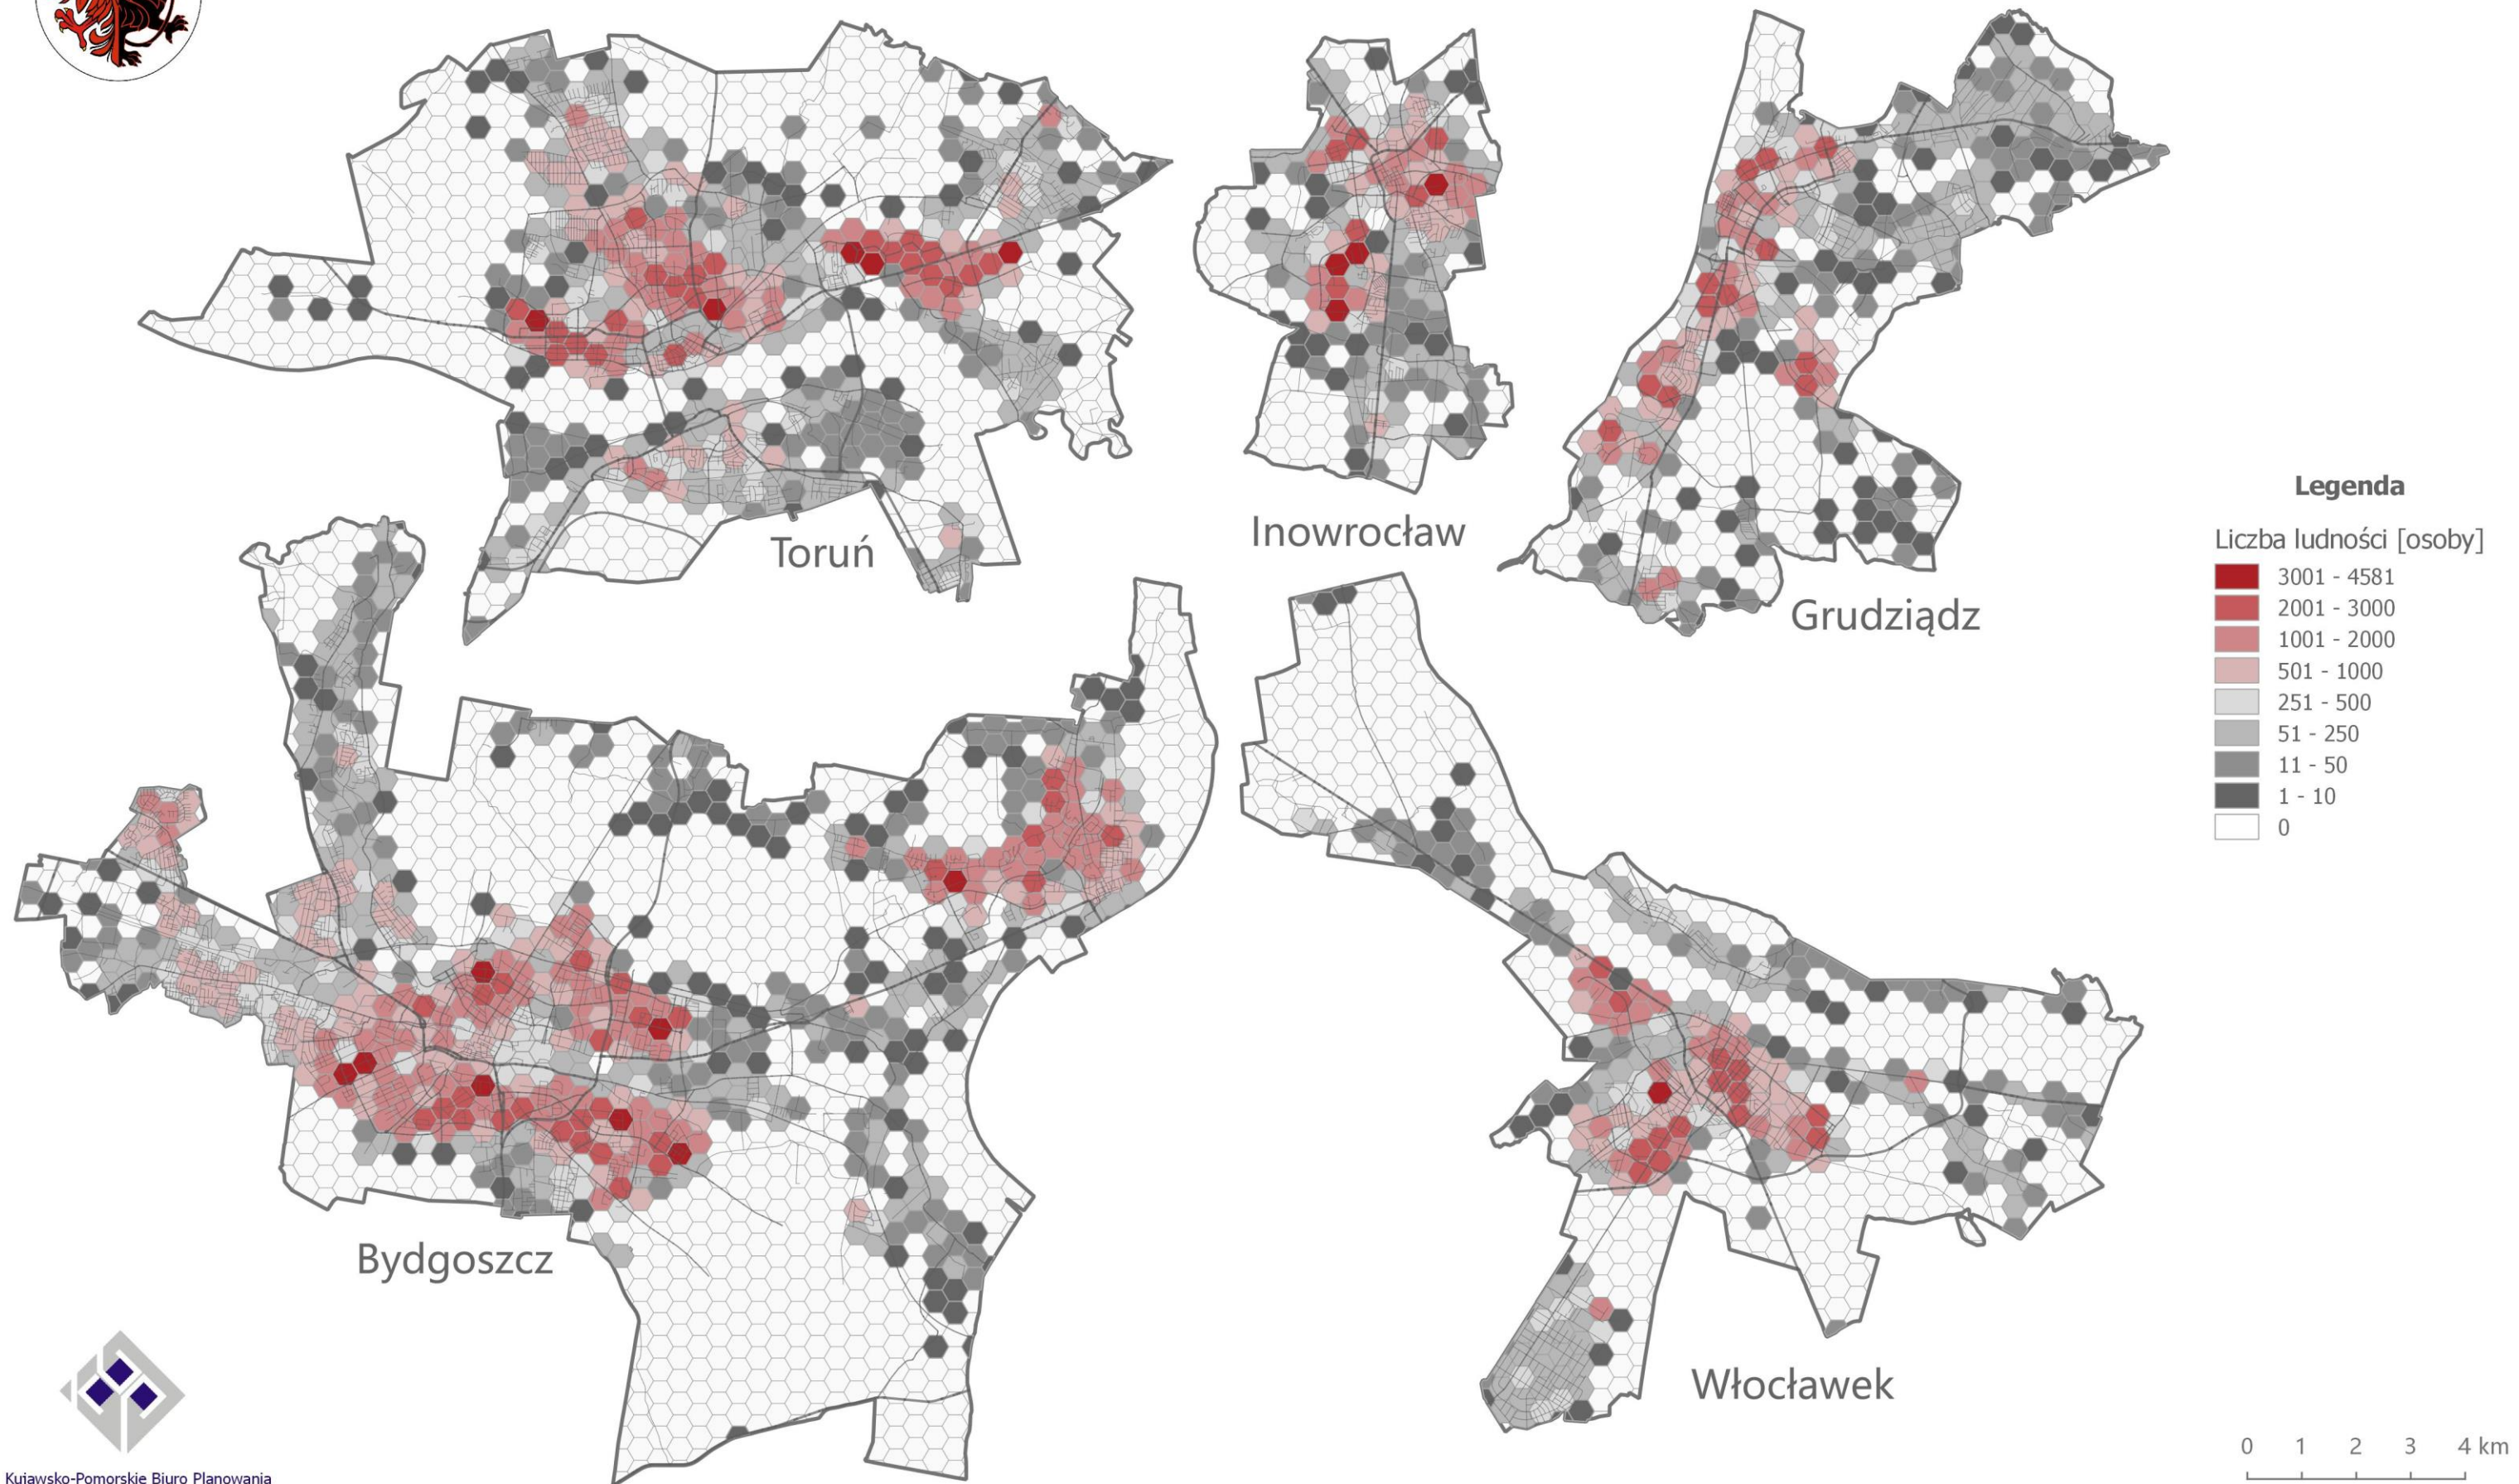 Toruń
Inowrocław
Grudziądz
Bydgoszcz
Włocławek
Legenda
Liczba ludności [osoby]
3001 - 4581
2001 - 3000
1001 - 2000
501 - 1000
251 - 500
51 - 250
11 - 50
1 - 10
0
0 1 2 3 4 km
Kujawsko-Pomorskie Biuro Planowania